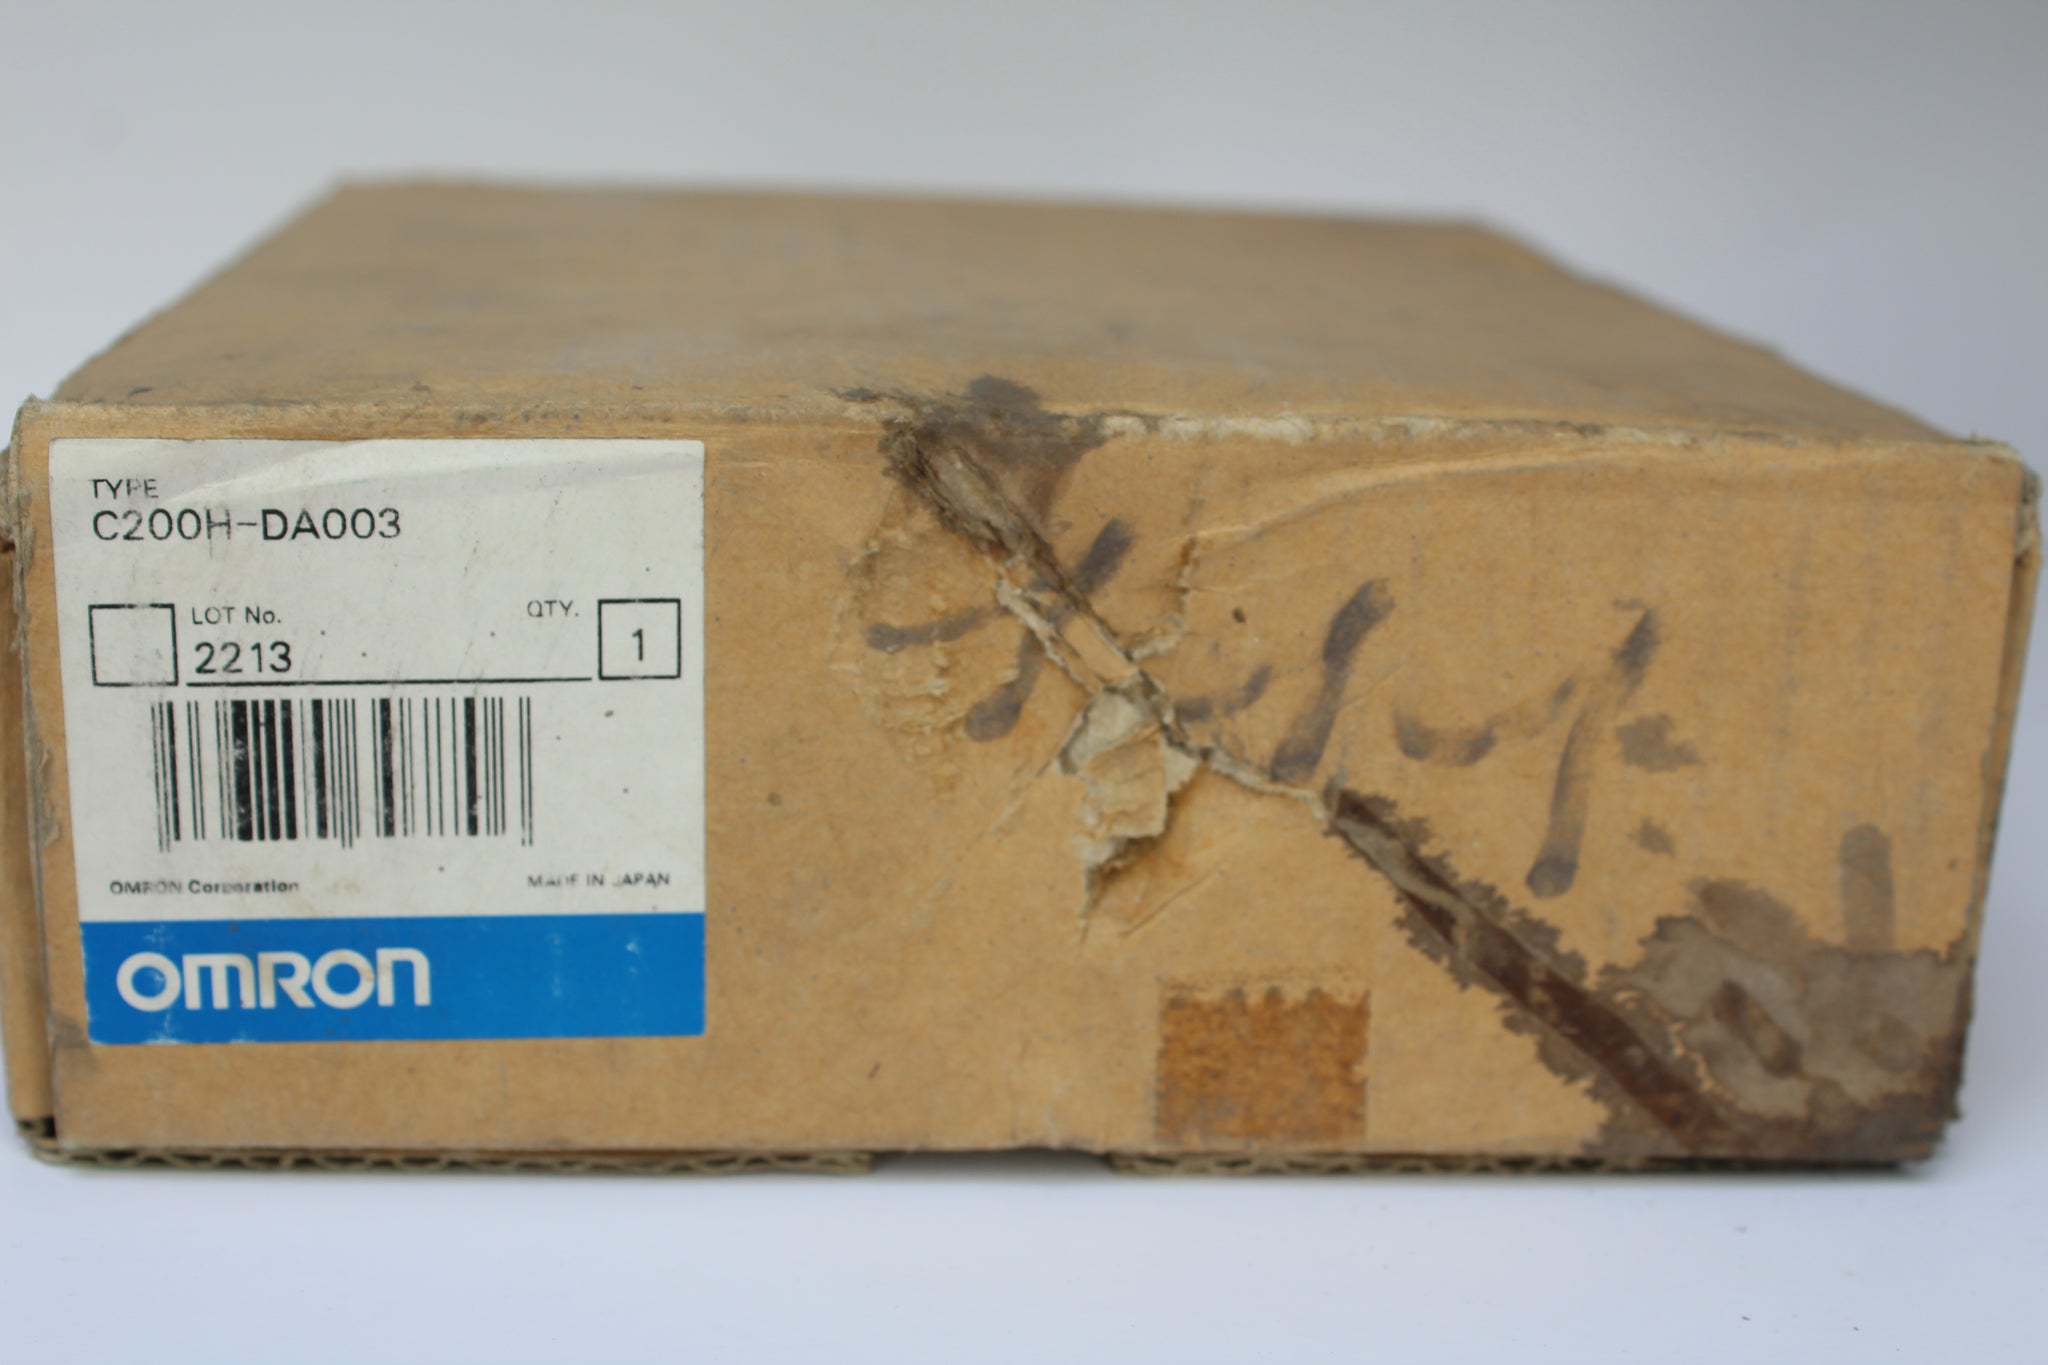 TYPE
C200H-DA003
LOT No.
QTY.
2213
1
OMRON Corporation
MADE IN JAPAN
OMRON